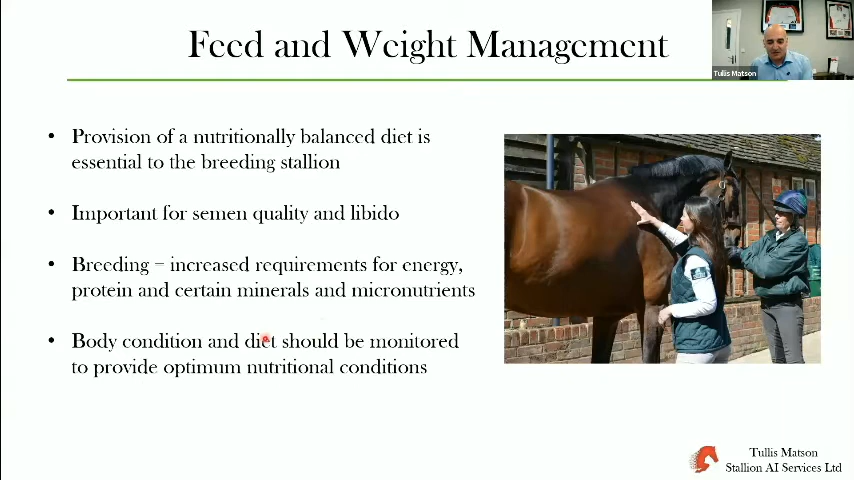 Feed and Weight Management
Tullis Matson
• Provision of a nutritionally balanced diet is
essential to the breeding stallion
• Important for semen quality and libido
• Breeding = increased requirements for energy,
protein and certain minerals and micronutrients
• Body condition and diet should be monitored
to provide optimum nutritional conditions
Tullis Matson
Stallion AI Services Ltd